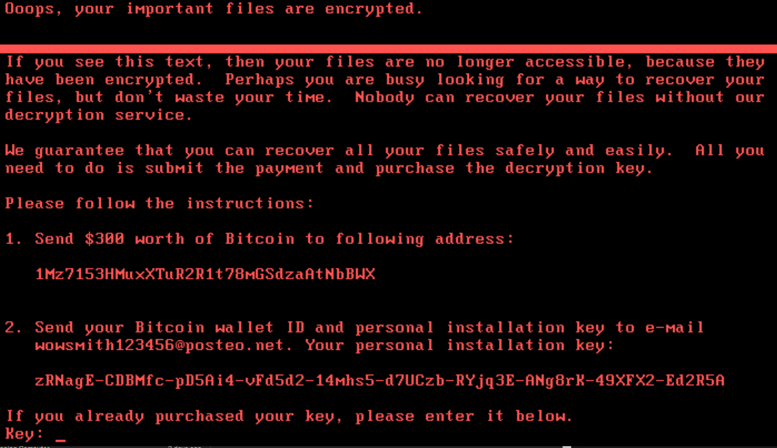 Ooops, your important files are encrypted.
If you see this text, then your files are no longer accessible, because they
have been encrypted. Perhaps you are busy looking for a way to recover your
files, but don't waste your time. Nobody can recover your files without our
decryption service.
We guarantee that you can recover all your files safely and easily. All you
need to do is submit the payment and purchase the decryption key.
Please follow the instructions:
1. Send $300 worth of Bitcoin to following address:
1Mz7153HMuxXTuR2R1t78mGSdzaAtNbBWX
2. Send your Bitcoin wallet ID and personal installation key to e-mail
wowsmith123456@posteo.net. Your personal installation key:
zRNagE-CDBMfc-pD5Ai4-vFd5d2-14mhs5-d7UCzb-RYjq3E-ANg8rK-49XFX2-Ed2R5A
If you already purchased your key, please enter it below.
Key: _